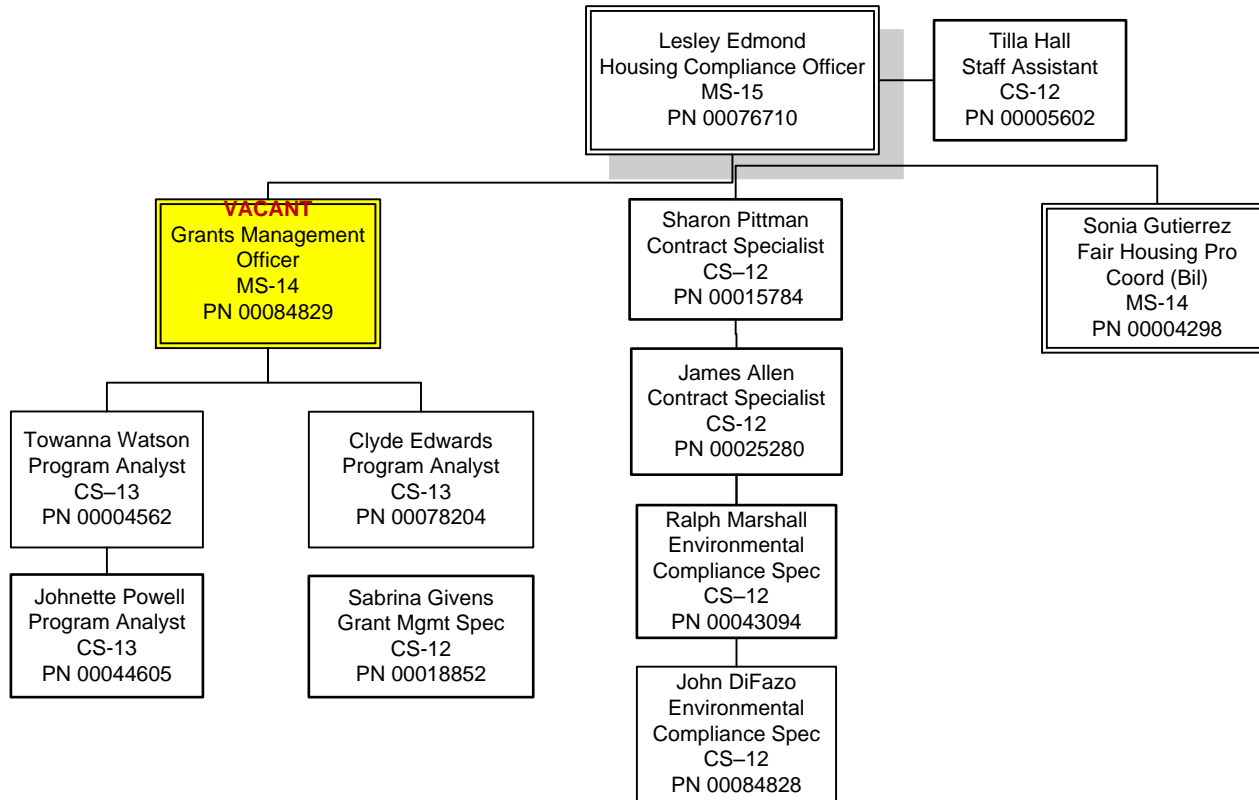 Lesley Edmond
Housing Compliance Officer
MS-15
PN 00076710
Tilla Hall
Staff Assistant
CS-12
PN 00005602
VACANT
Grants Management
Officer
MS-14
PN 00084829
Sharon Pittman
Contract Specialist
CS–12
PN 00015784
Sonia Gutierrez
Fair Housing Pro
Coord (Bil)
MS-14
PN 00004298
James Allen
Contract Specialist
CS-12
PN 00025280
Towanna Watson
Program Analyst
CS–13
PN 00004562
Clyde Edwards
Program Analyst
CS-13
PN 00078204
Ralph Marshall
Environmental
Compliance Spec
CS–12
PN 00043094
Johnette Powell
Program Analyst
CS-13
PN 00044605
Sabrina Givens
Grant Mgmt Spec
CS-12
PN 00018852
John DiFazo
Environmental
Compliance Spec
CS–12
PN 00084828